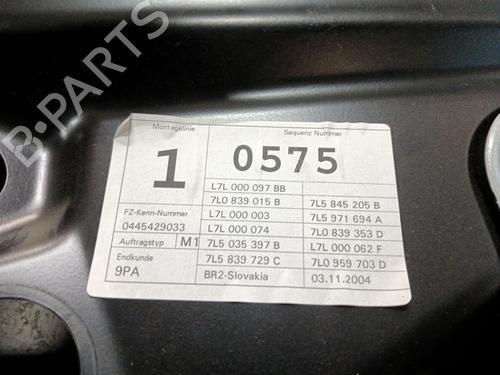 B-PARTS
Montagelinie
Sequenz Nummer
1
0575
L7L 000 097 BB
7L0 839 015 B
7L5 845 205 B
FZ-Kenn-Nummer
L7L 000 003
7L5 971 694 A
0445429033
L7L 000 074
7L0 839 353 D
Auftragstyp
M1
7L5 035 397 B
L7L 000 062 F
Endkunde
7L5 839 729 C
7L0 959 703 D
9PA
BR2-Slovakia
03.11.2004